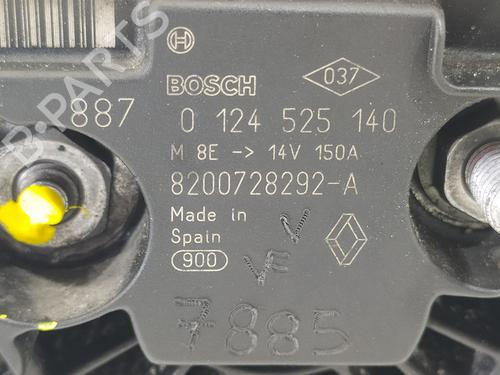 B-PARTS
BOSCH
037
887
0 124 525 140
M 8E -> 14V 150A
8200728292-A
Made in
Spain
900
V
VE
7885